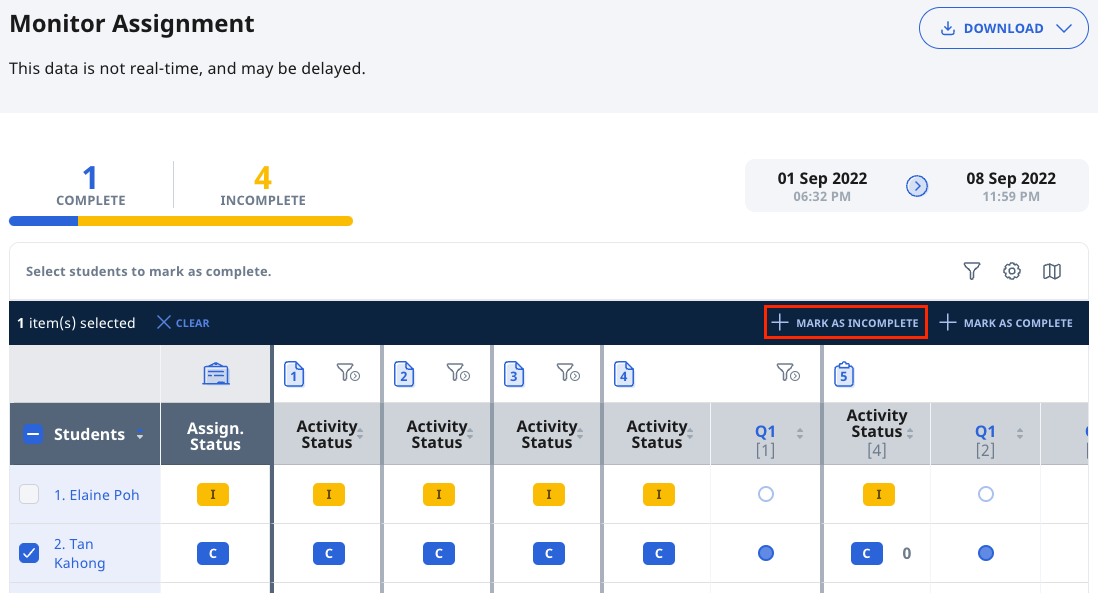 Monitor Assignment
DOWNLOAD
This data is not real-time, and may be delayed.
1
COMPLETE
4
INCOMPLETE
01 Sep 2022
06:32 PM
08 Sep 2022
11:59 PM
Select students to mark as complete.
1 item(s) selected
CLEAR
MARK AS INCOMPLETE
MARK AS COMPLETE
1
2
3
4
5
Students
Assign.
Status
Activity
Status
Activity
Status
Activity
Status
Activity
Status
Q1
[1]
Activity
Status
[4]
Q1
[2]
1. Elaine Poh
I
I
I
I
I
I
2. Tan
Kahong
C
C
C
C
C
C
0